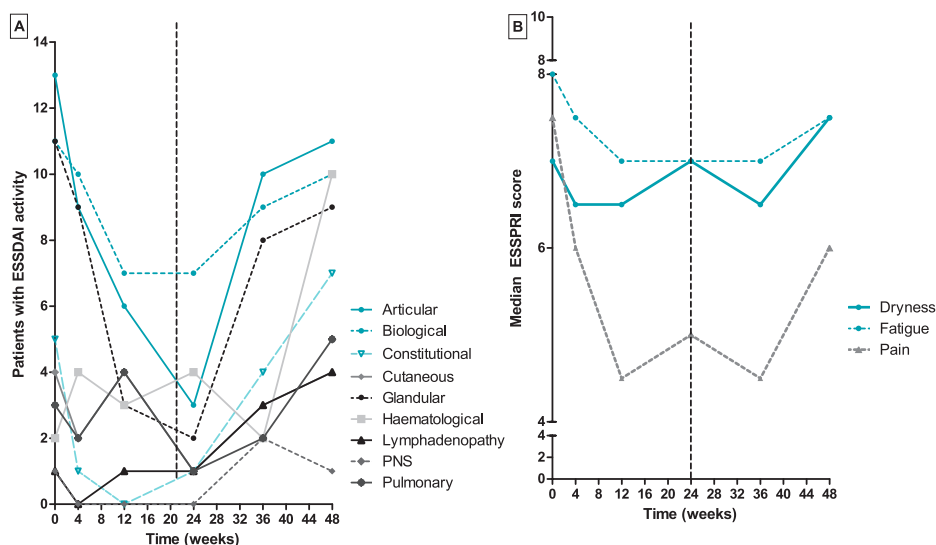 A
Patients with ESSDAI activity
14
12
10
8
6
4
2
0
0 4 8 12 16 20 24 28 32 36 40 44 48
Time (weeks)
Articular
Biological
Constitutional
Cutaneous
Glandular
Haematological
Lymphadenopathy
PNS
Pulmonary
B
Median ESSPRI score
10
8
8
6
4
4
2
0
0 4 8 12 16 20 24 28 32 36 40 44 48
Time (weeks)
Dryness
Fatigue
Pain